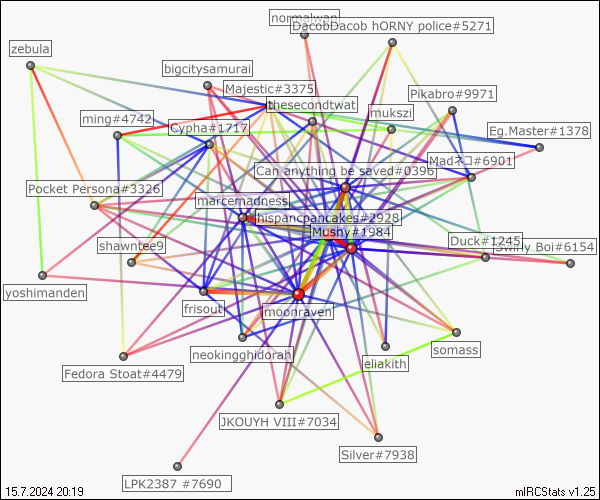 normalwan
DacobDacob hORNY police#5271
zebula
bigcitysamurai
Majestic#3375
Pikabro#9971
thesecondtwat
mukszi
ming#4742
Cypha#1717
Eg.Master#1378
Madネコ#6901
Can anything be saved#0396
Pocket Persona#3326
marcemadness
hispancpancakes#2928
Mushy#1984
Duck#1245
Boi#6154
shawntee9
yoshimanden
frisout
moonraven
neokingghidorah
eliakith
somass
Fedora Stoat#4479
JKOUYH VIII#7034
Silver#7938
LPK2387 #7690
15.7.2024 20:19
mIRCStats v1.25